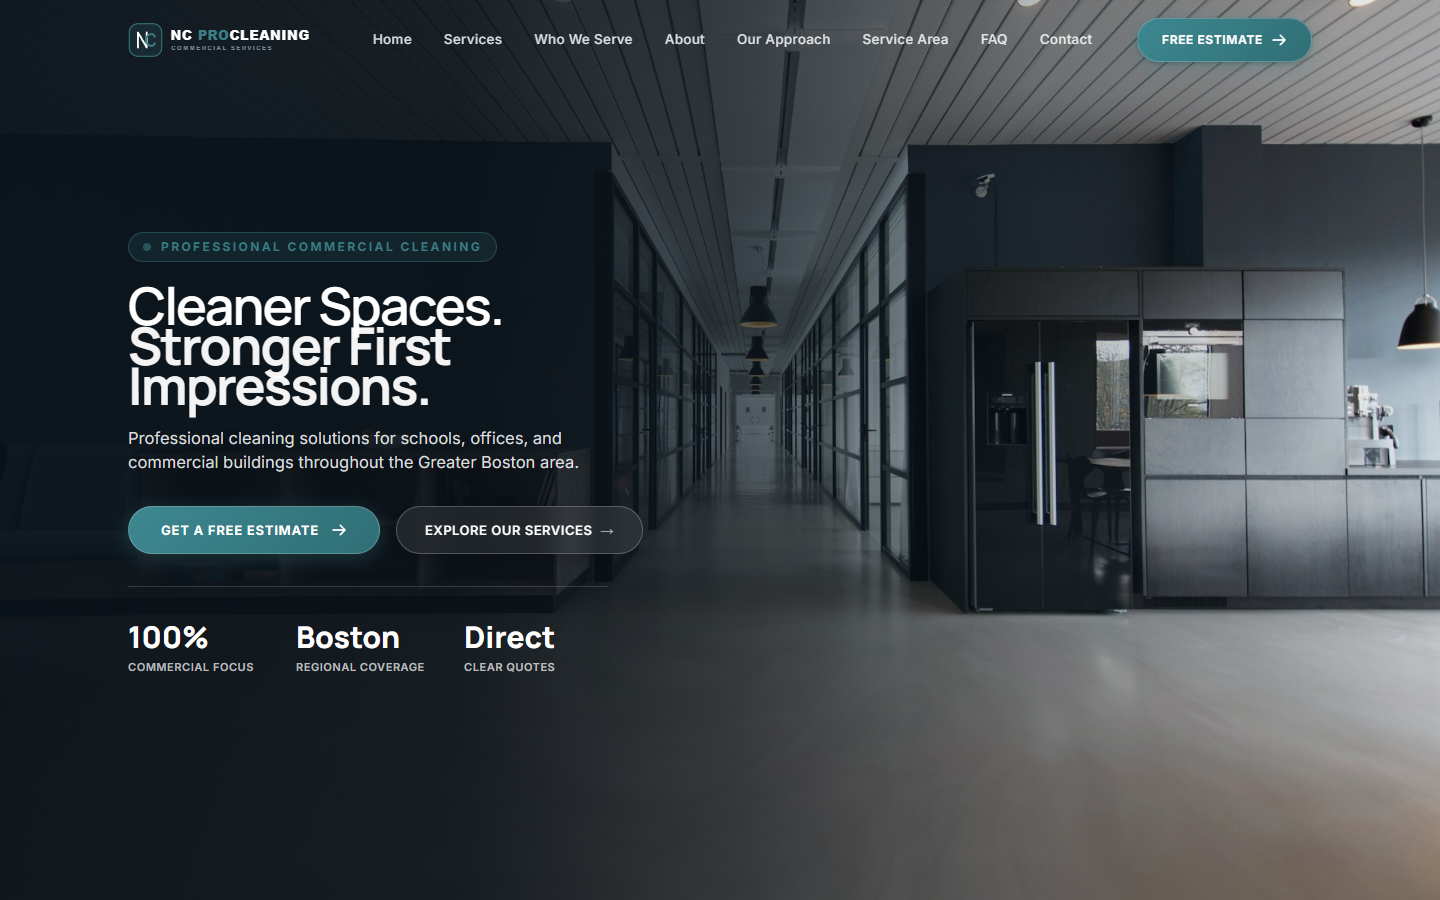 NC PROCLEANING
COMMERCIAL SERVICES
Home
Services
Who We Serve
About
Our Approach
Service Area
FAQ
Contact
FREE ESTIMATE →
PROFESSIONAL COMMERCIAL CLEANING
Cleaner Spaces.
Stronger First
Impressions.
Professional cleaning solutions for schools, offices, and
commercial buildings throughout the Greater Boston area.
GET A FREE ESTIMATE →
EXPLORE OUR SERVICES →
100%
COMMERCIAL FOCUS
Boston
REGIONAL COVERAGE
Direct
CLEAR QUOTES